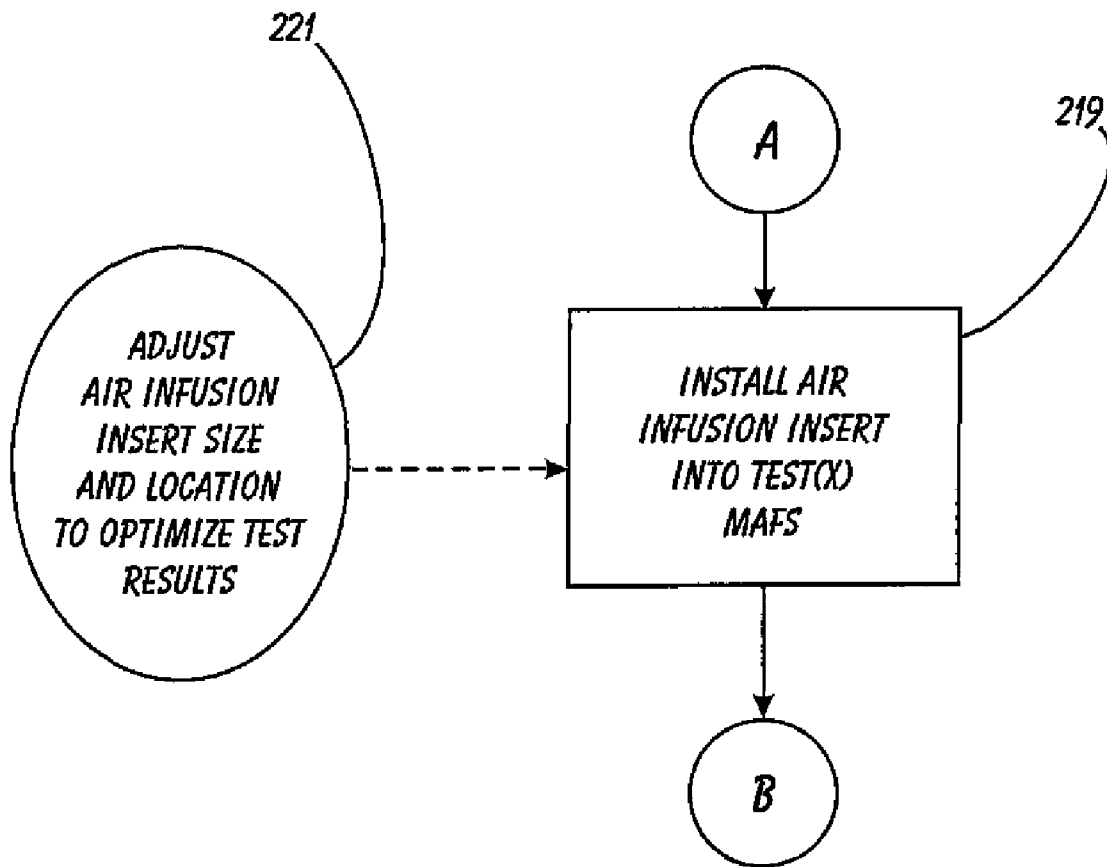 221
A
219
ADJUST
AIR INFUSION
INSERT SIZE
AND LOCATION
TO OPTIMIZE TEST
RESULTS
INSTALL AIR
INFUSION INSERT
INTO TEST(X)
MAFS
B